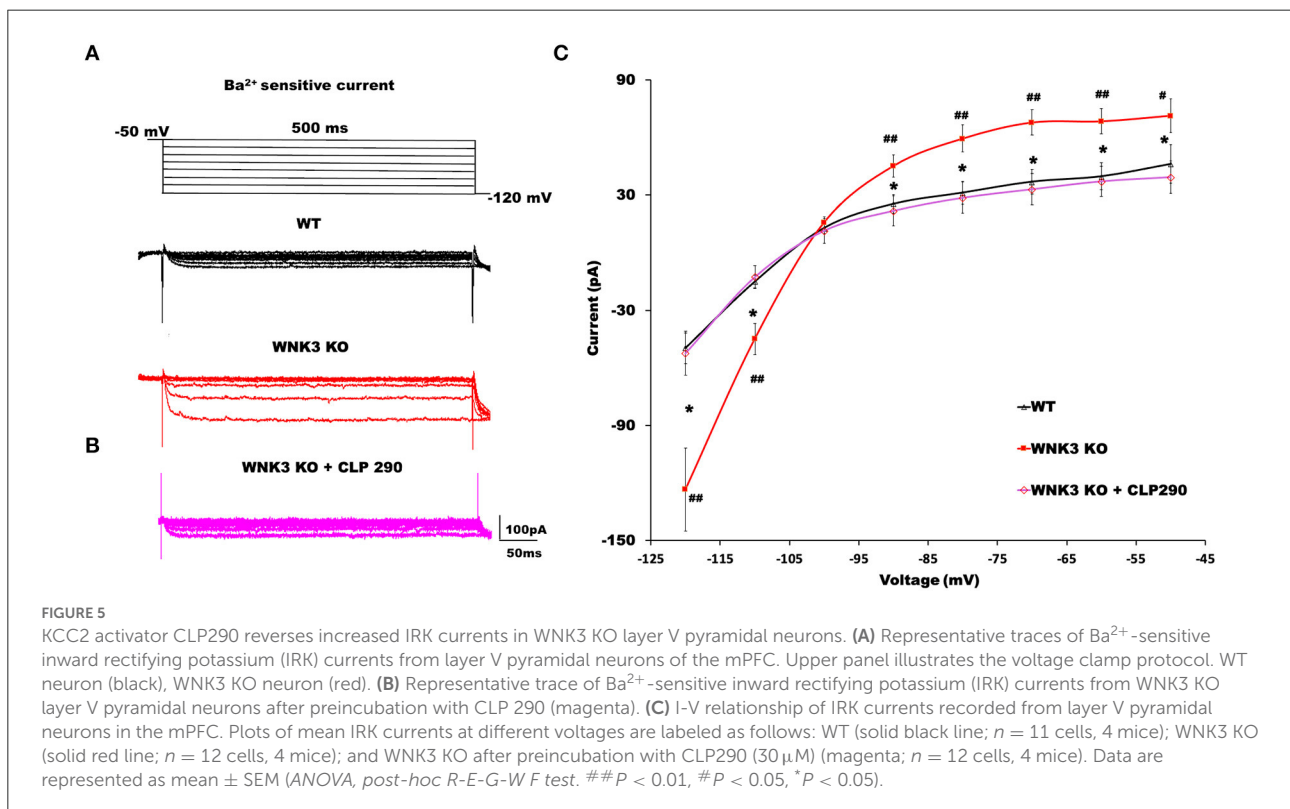 A
Ba²⁺ sensitive current
-50 mV
500 ms
-120 mV
WT
WNK3 KO
B
WNK3 KO + CLP 290
100pA
50ms
C
90
30
-30
-90
-150
Current (pA)
##
##
##
##
#
*
*
*
*
*
*
##
*
##
WT
WNK3 KO
WNK3 KO + CLP290
-125
-115
-105
-95
-85
-75
-65
-55
-45
Voltage (mV)
FIGURE 5
KCC2 activator CLP290 reverses increased IRK currents in WNK3 KO layer V pyramidal neurons. (A) Representative traces of Ba²⁺-sensitive
inward rectifying potassium (IRK) currents from layer V pyramidal neurons of the mPFC. Upper panel illustrates the voltage clamp protocol. WT
neuron (black), WNK3 KO neuron (red). (B) Representative trace of Ba²⁺-sensitive inward rectifying potassium (IRK) currents from WNK3 KO
layer V pyramidal neurons after preincubation with CLP 290 (magenta). (C) I-V relationship of IRK currents recorded from layer V pyramidal
neurons in the mPFC. Plots of mean IRK currents at different voltages are labeled as follows: WT (solid black line; n = 11 cells, 4 mice); WNK3 KO
(solid red line; n = 12 cells, 4 mice); and WNK3 KO after preincubation with CLP290 (30 μM) (magenta; n = 12 cells, 4 mice). Data are
represented as mean ± SEM (ANOVA, post-hoc R-E-G-W F test. ##P < 0.01, #P < 0.05, *P < 0.05).